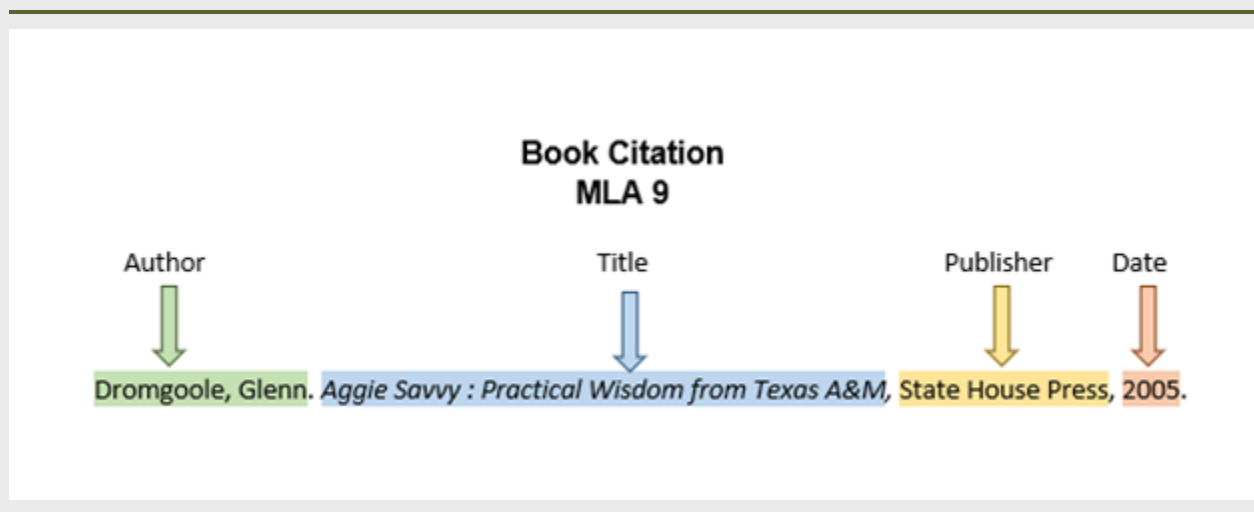 Book Citation
MLA 9
Author Title Publisher Date
Dromgoole, Glenn. Aggie Savvy : Practical Wisdom from Texas A&M, State House Press, 2005.